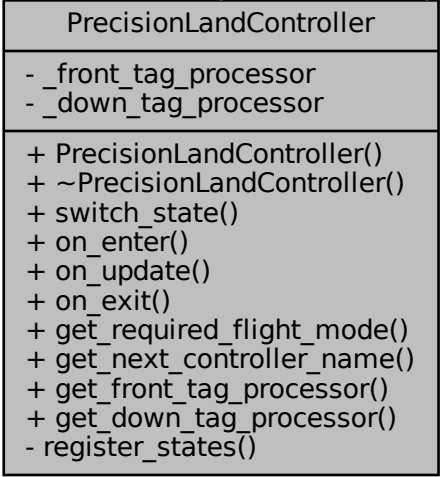 PrecisionLandController
- _front_tag_processor
- _down_tag_processor
+ PrecisionLandController()
+ ~PrecisionLandController()
+ switch_state()
+ on_enter()
+ on_update()
+ on_exit()
+ get_required_flight_mode()
+ get_next_controller_name()
+ get_front_tag_processor()
+ get_down_tag_processor()
- register_states()